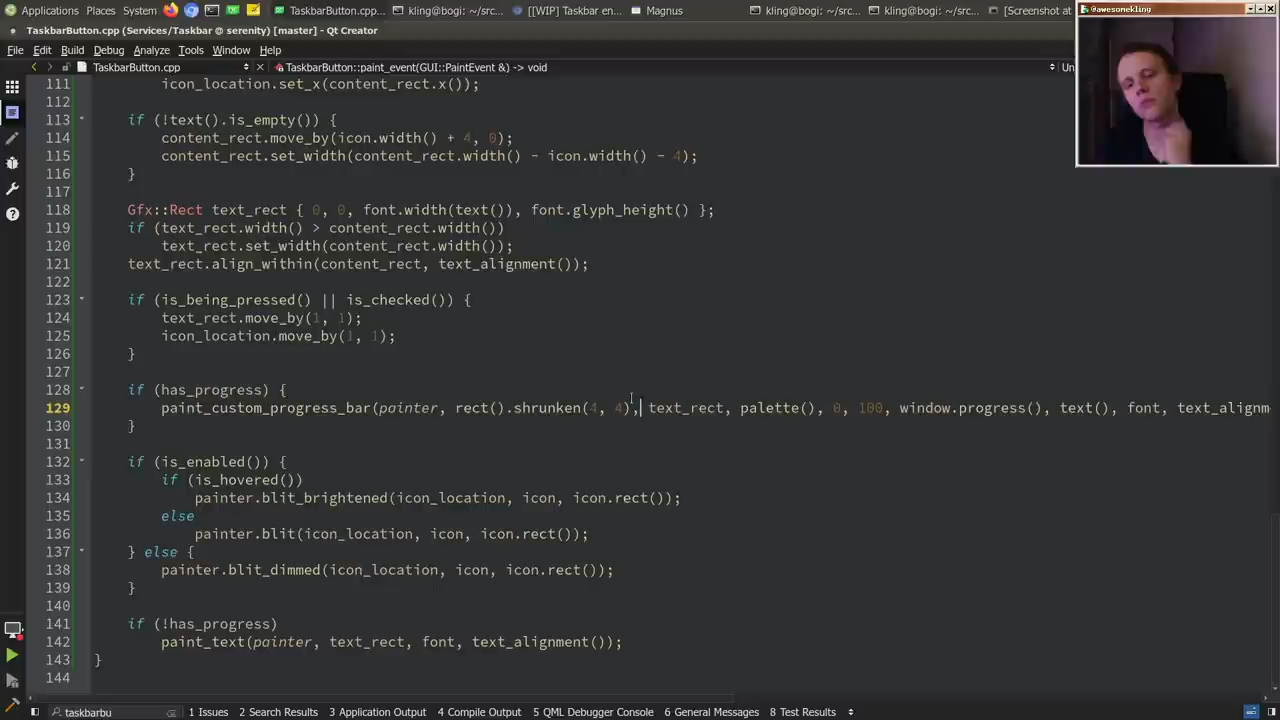 Applications Places System TaskbarButton.cpp... kling@bogi: ~/src... [[WIP] Taskbar en... Magnus kling@bogi: ~/src... kling@bogi: ~/src... [Screenshot at
@awesomekling
TaskbarButton.cpp (Services/Taskbar @ serenity) [master] - Qt Creator
File Edit Build Debug Analyze Tools Window Help
TaskbarButton.cpp TaskbarButton::paint_event(GUI::PaintEvent &) -> void Un
111 icon_location.set_x(content_rect.x());
112
113 if (!text().is_empty()) {
114 content_rect.move_by(icon.width() + 4, 0);
115 content_rect.set_width(content_rect.width() - icon.width() - 4);
116 }
117
118 Gfx::Rect text_rect { 0, 0, font.width(text()), font.glyph_height() };
119 if (text_rect.width() > content_rect.width())
120 text_rect.set_width(content_rect.width());
121 text_rect.align_within(content_rect, text_alignment());
122
123 if (is_being_pressed() || is_checked()) {
124 text_rect.move_by(1, 1);
125 icon_location.move_by(1, 1);
126 }
127
128 if (has_progress) {
129 paint_custom_progress_bar(painter, rect().shrunken(4, 4), text_rect, palette(), 0, 100, window.progress(), text(), font, text_alignm
130 }
131
132 if (is_enabled()) {
133 if (is_hovered())
134 painter.blit_brightened(icon_location, icon, icon.rect());
135 else
136 painter.blit(icon_location, icon, icon.rect());
137 } else {
138 painter.blit_dimmed(icon_location, icon, icon.rect());
139 }
140
141 if (!has_progress)
142 paint_text(painter, text_rect, font, text_alignment());
143 }
144
taskbarbu 1 Issues 2 Search Results 3 Application Output 4 Compile Output 5 QML Debugger Console 6 General Messages 8 Test Results